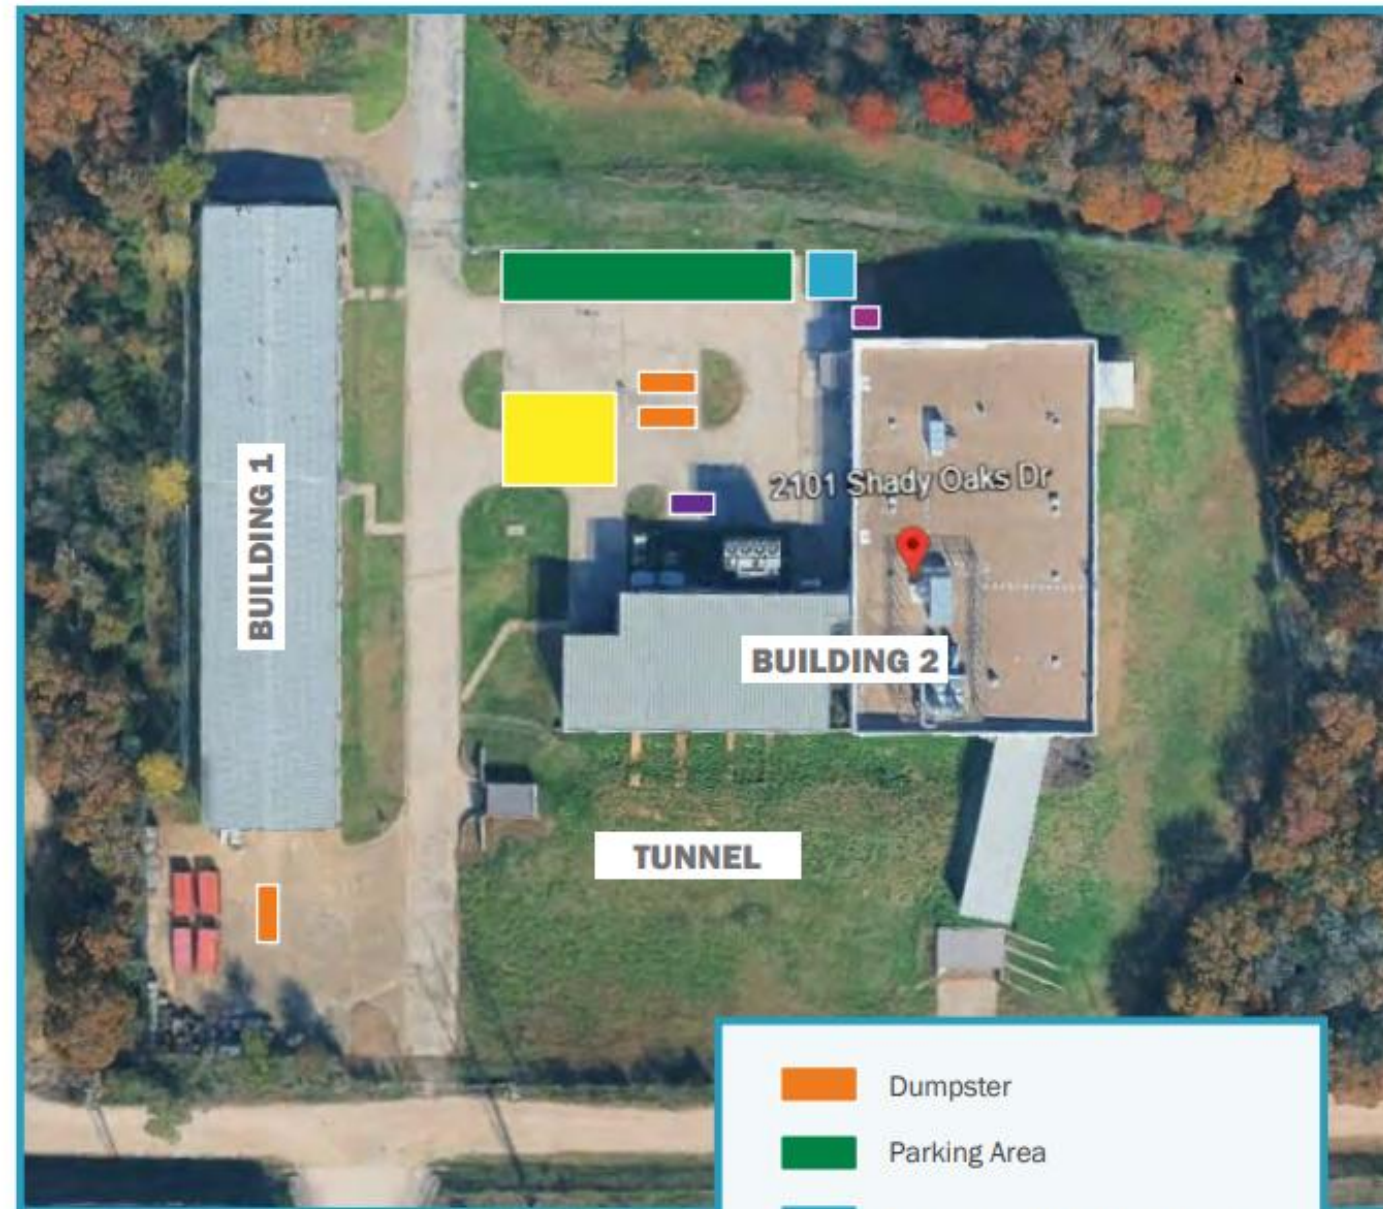 2101 Shady Oaks Dr
BUILDING 1
BUILDING 2
TUNNEL
Dumpster
Parking Area